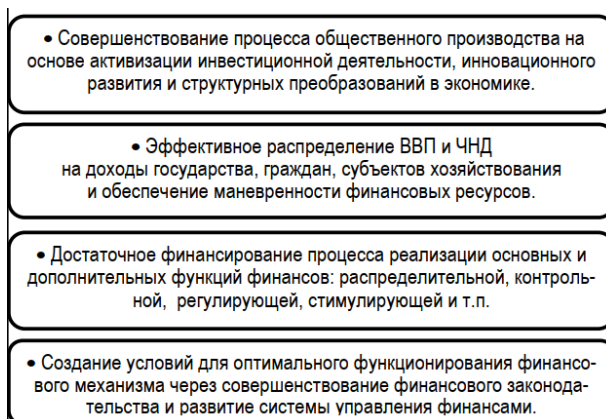 • Совершенствование процесса общественного производства на
основе активизации инвестиционной деятельности, инновационного
развития и структурных преобразований в экономике.
• Эффективное распределение ВВП и ЧНД
на доходы государства, граждан, субъектов хозяйствования
и обеспечение маневренности финансовых ресурсов.
• Достаточное финансирование процесса реализации основных и
дополнительных функций финансов: распределительной, контроль-
ной, регулирующей, стимулирующей и т.п.
• Создание условий для оптимального функционирования финансо-
вого механизма через совершенствование финансового законода-
тельства и развитие системы управления финансами.